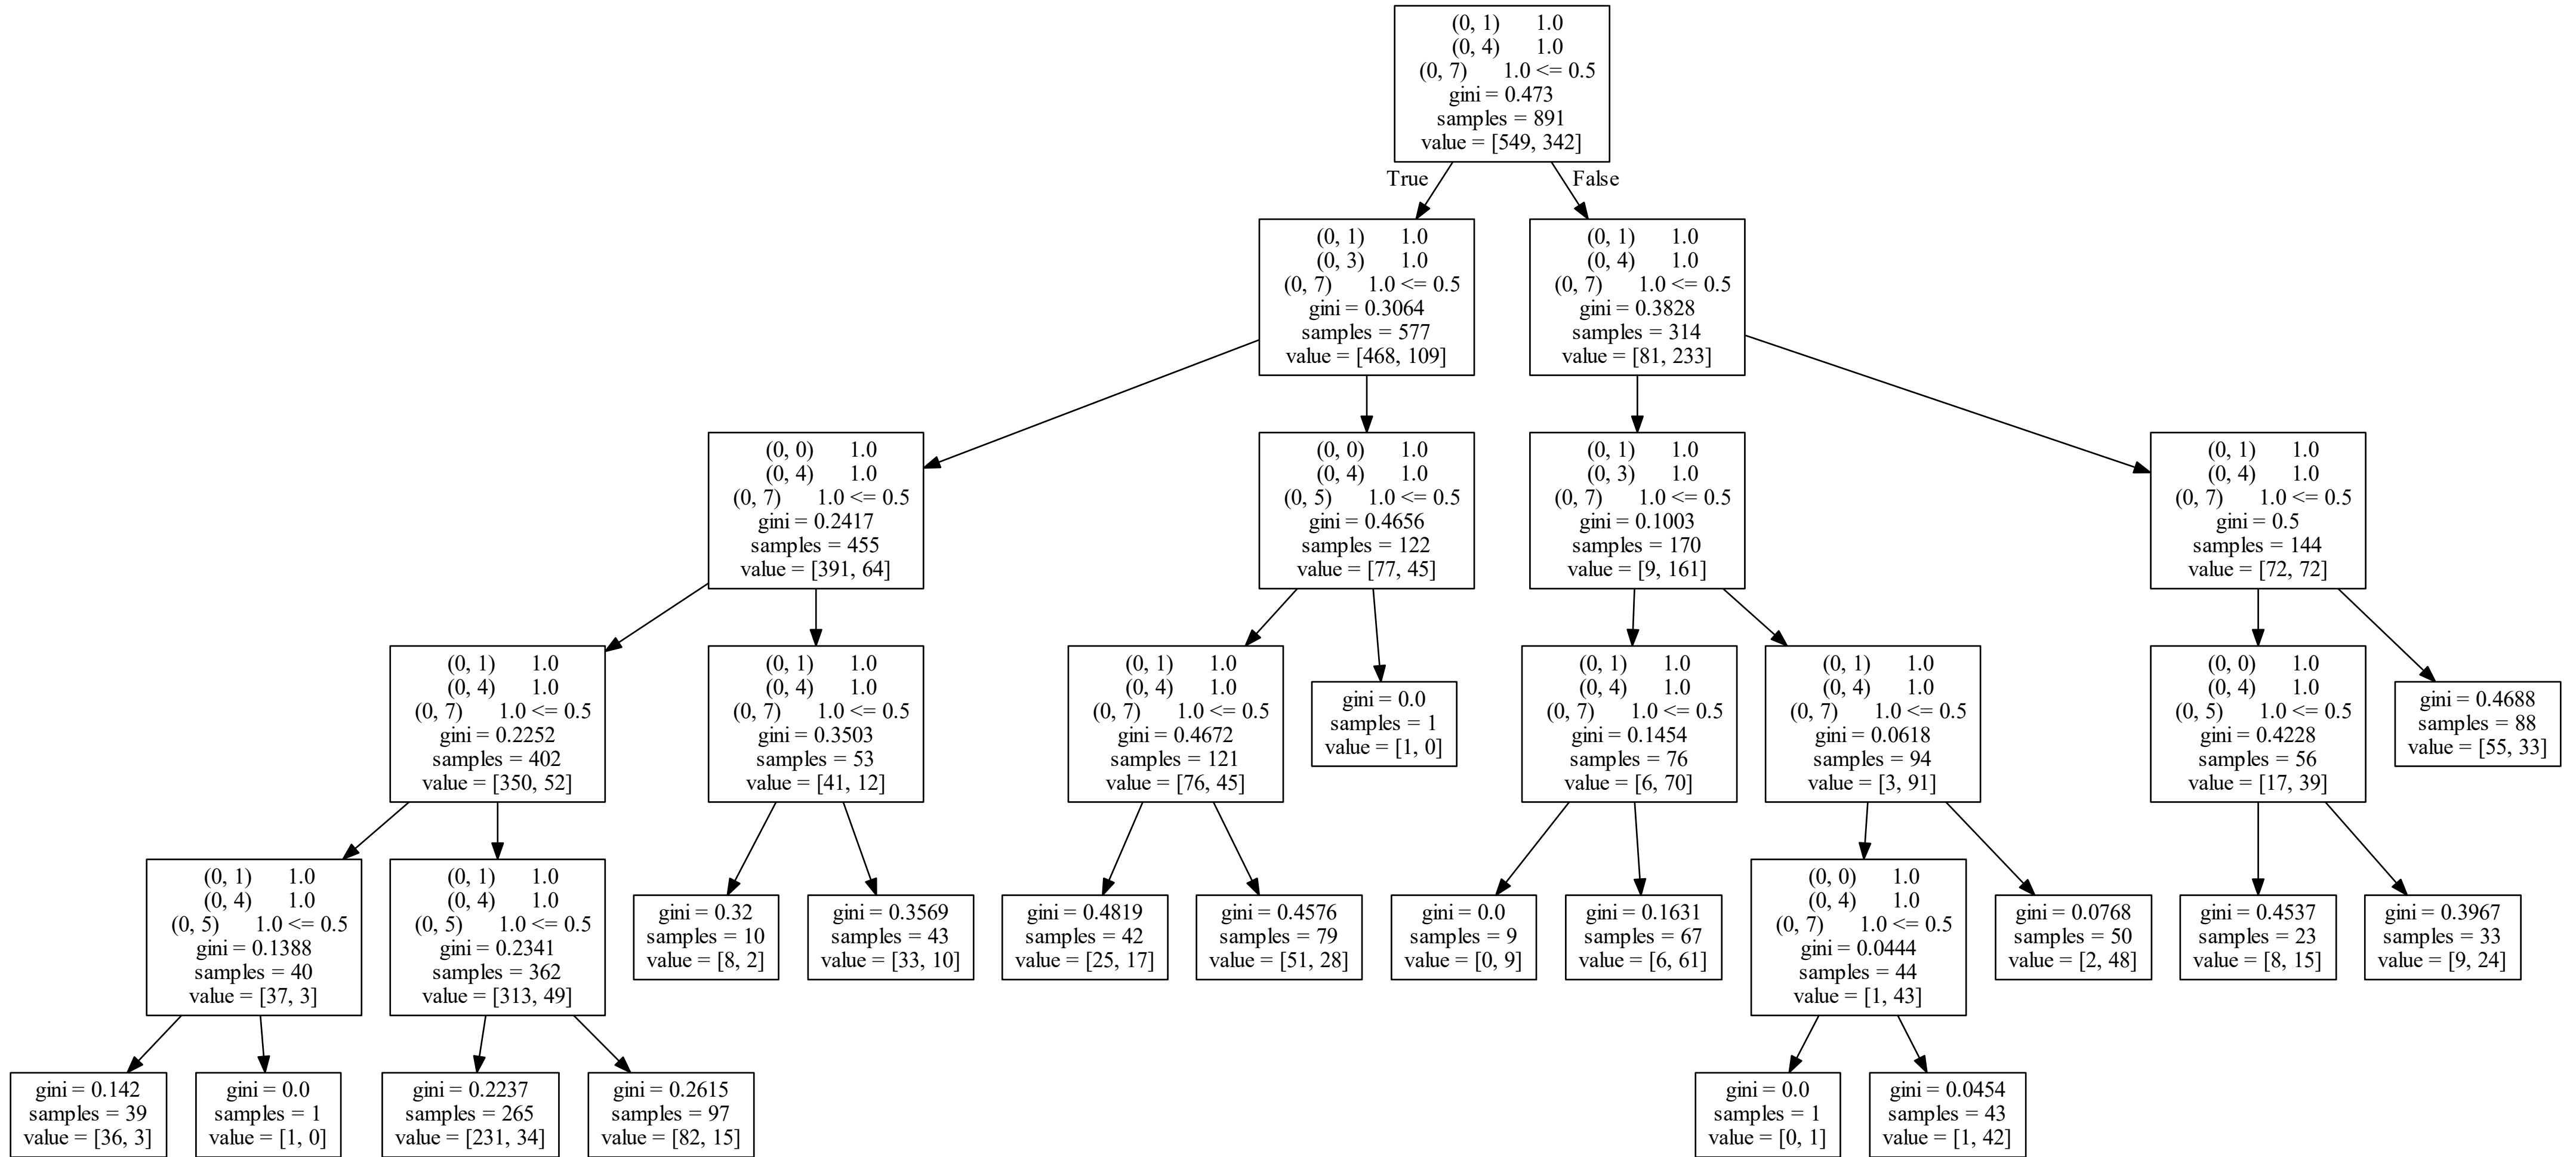 (0, 1) 1.0
(0, 4) 1.0
(0, 7) 1.0 <= 0.5
gini = 0.473
samples = 891
value = [549, 342]
True
False
(0, 1) 1.0
(0, 3) 1.0
(0, 7) 1.0 <= 0.5
gini = 0.3064
samples = 577
value = [468, 109]
(0, 1) 1.0
(0, 4) 1.0
(0, 7) 1.0 <= 0.5
gini = 0.3828
samples = 314
value = [81, 233]
(0, 0) 1.0
(0, 4) 1.0
(0, 7) 1.0 <= 0.5
gini = 0.2417
samples = 455
value = [391, 64]
(0, 0) 1.0
(0, 4) 1.0
(0, 5) 1.0 <= 0.5
gini = 0.4656
samples = 122
value = [77, 45]
(0, 1) 1.0
(0, 3) 1.0
(0, 7) 1.0 <= 0.5
gini = 0.1003
samples = 170
value = [9, 161]
(0, 1) 1.0
(0, 4) 1.0
(0, 7) 1.0 <= 0.5
gini = 0.5
samples = 144
value = [72, 72]
(0, 1) 1.0
(0, 4) 1.0
(0, 7) 1.0 <= 0.5
gini = 0.2252
samples = 402
value = [350, 52]
(0, 1) 1.0
(0, 4) 1.0
(0, 7) 1.0 <= 0.5
gini = 0.3503
samples = 53
value = [41, 12]
(0, 1) 1.0
(0, 4) 1.0
(0, 7) 1.0 <= 0.5
gini = 0.4672
samples = 121
value = [76, 45]
gini = 0.0
samples = 1
value = [1, 0]
(0, 1) 1.0
(0, 4) 1.0
(0, 7) 1.0 <= 0.5
gini = 0.1454
samples = 76
value = [6, 70]
(0, 1) 1.0
(0, 4) 1.0
(0, 7) 1.0 <= 0.5
gini = 0.0618
samples = 94
value = [3, 91]
(0, 0) 1.0
(0, 4) 1.0
(0, 5) 1.0 <= 0.5
gini = 0.4228
samples = 56
value = [17, 39]
gini = 0.4688
samples = 88
value = [55, 33]
(0, 1) 1.0
(0, 4) 1.0
(0, 5) 1.0 <= 0.5
gini = 0.1388
samples = 40
value = [37, 3]
(0, 1) 1.0
(0, 4) 1.0
(0, 5) 1.0 <= 0.5
gini = 0.2341
samples = 362
value = [313, 49]
gini = 0.32
samples = 10
value = [8, 2]
gini = 0.3569
samples = 43
value = [33, 10]
gini = 0.4819
samples = 42
value = [25, 17]
gini = 0.4576
samples = 79
value = [51, 28]
gini = 0.0
samples = 9
value = [0, 9]
gini = 0.1631
samples = 67
value = [6, 61]
(0, 0) 1.0
(0, 4) 1.0
(0, 7) 1.0 <= 0.5
gini = 0.0444
samples = 44
value = [1, 43]
gini = 0.0768
samples = 50
value = [2, 48]
gini = 0.4537
samples = 23
value = [8, 15]
gini = 0.3967
samples = 33
value = [9, 24]
gini = 0.142
samples = 39
value = [36, 3]
gini = 0.0
samples = 1
value = [1, 0]
gini = 0.2237
samples = 265
value = [231, 34]
gini = 0.2615
samples = 97
value = [82, 15]
gini = 0.0
samples = 1
value = [0, 1]
gini = 0.0454
samples = 43
value = [1, 42]